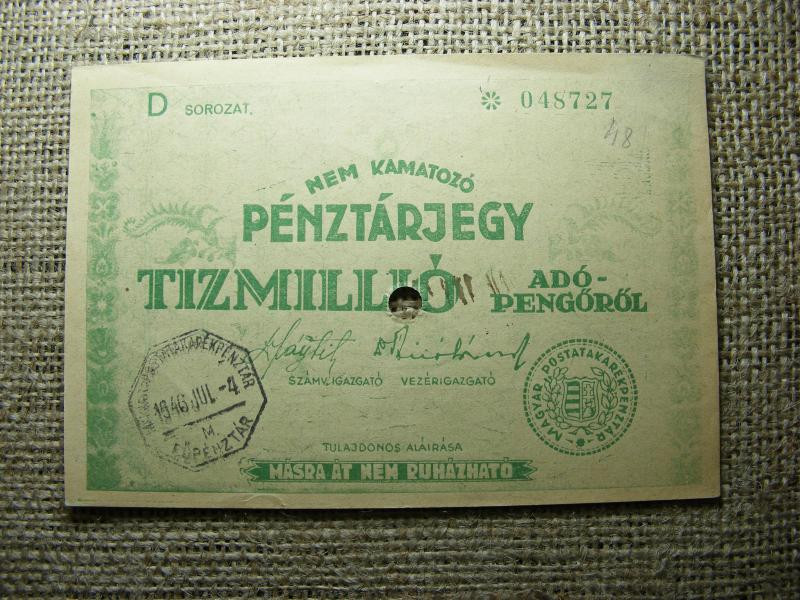 D SOROZAT.
* 048727
48
NEM KAMATOZÓ
PÉNZTÁRJEGY
TIZMILLIÓ
ADÓ-
PENGŐRŐL
SZÁMV. IGAZGATÓ VEZÉRIGAZGATÓ
1946 JUL -4
M
FŐPÉNZTÁR
MAGYAR POSTATAKARÉKPÉNZTÁR
TULAJDONOS ALÁIRÁSA
MÁSRA ÁT NEM RUHÁZHATÓ